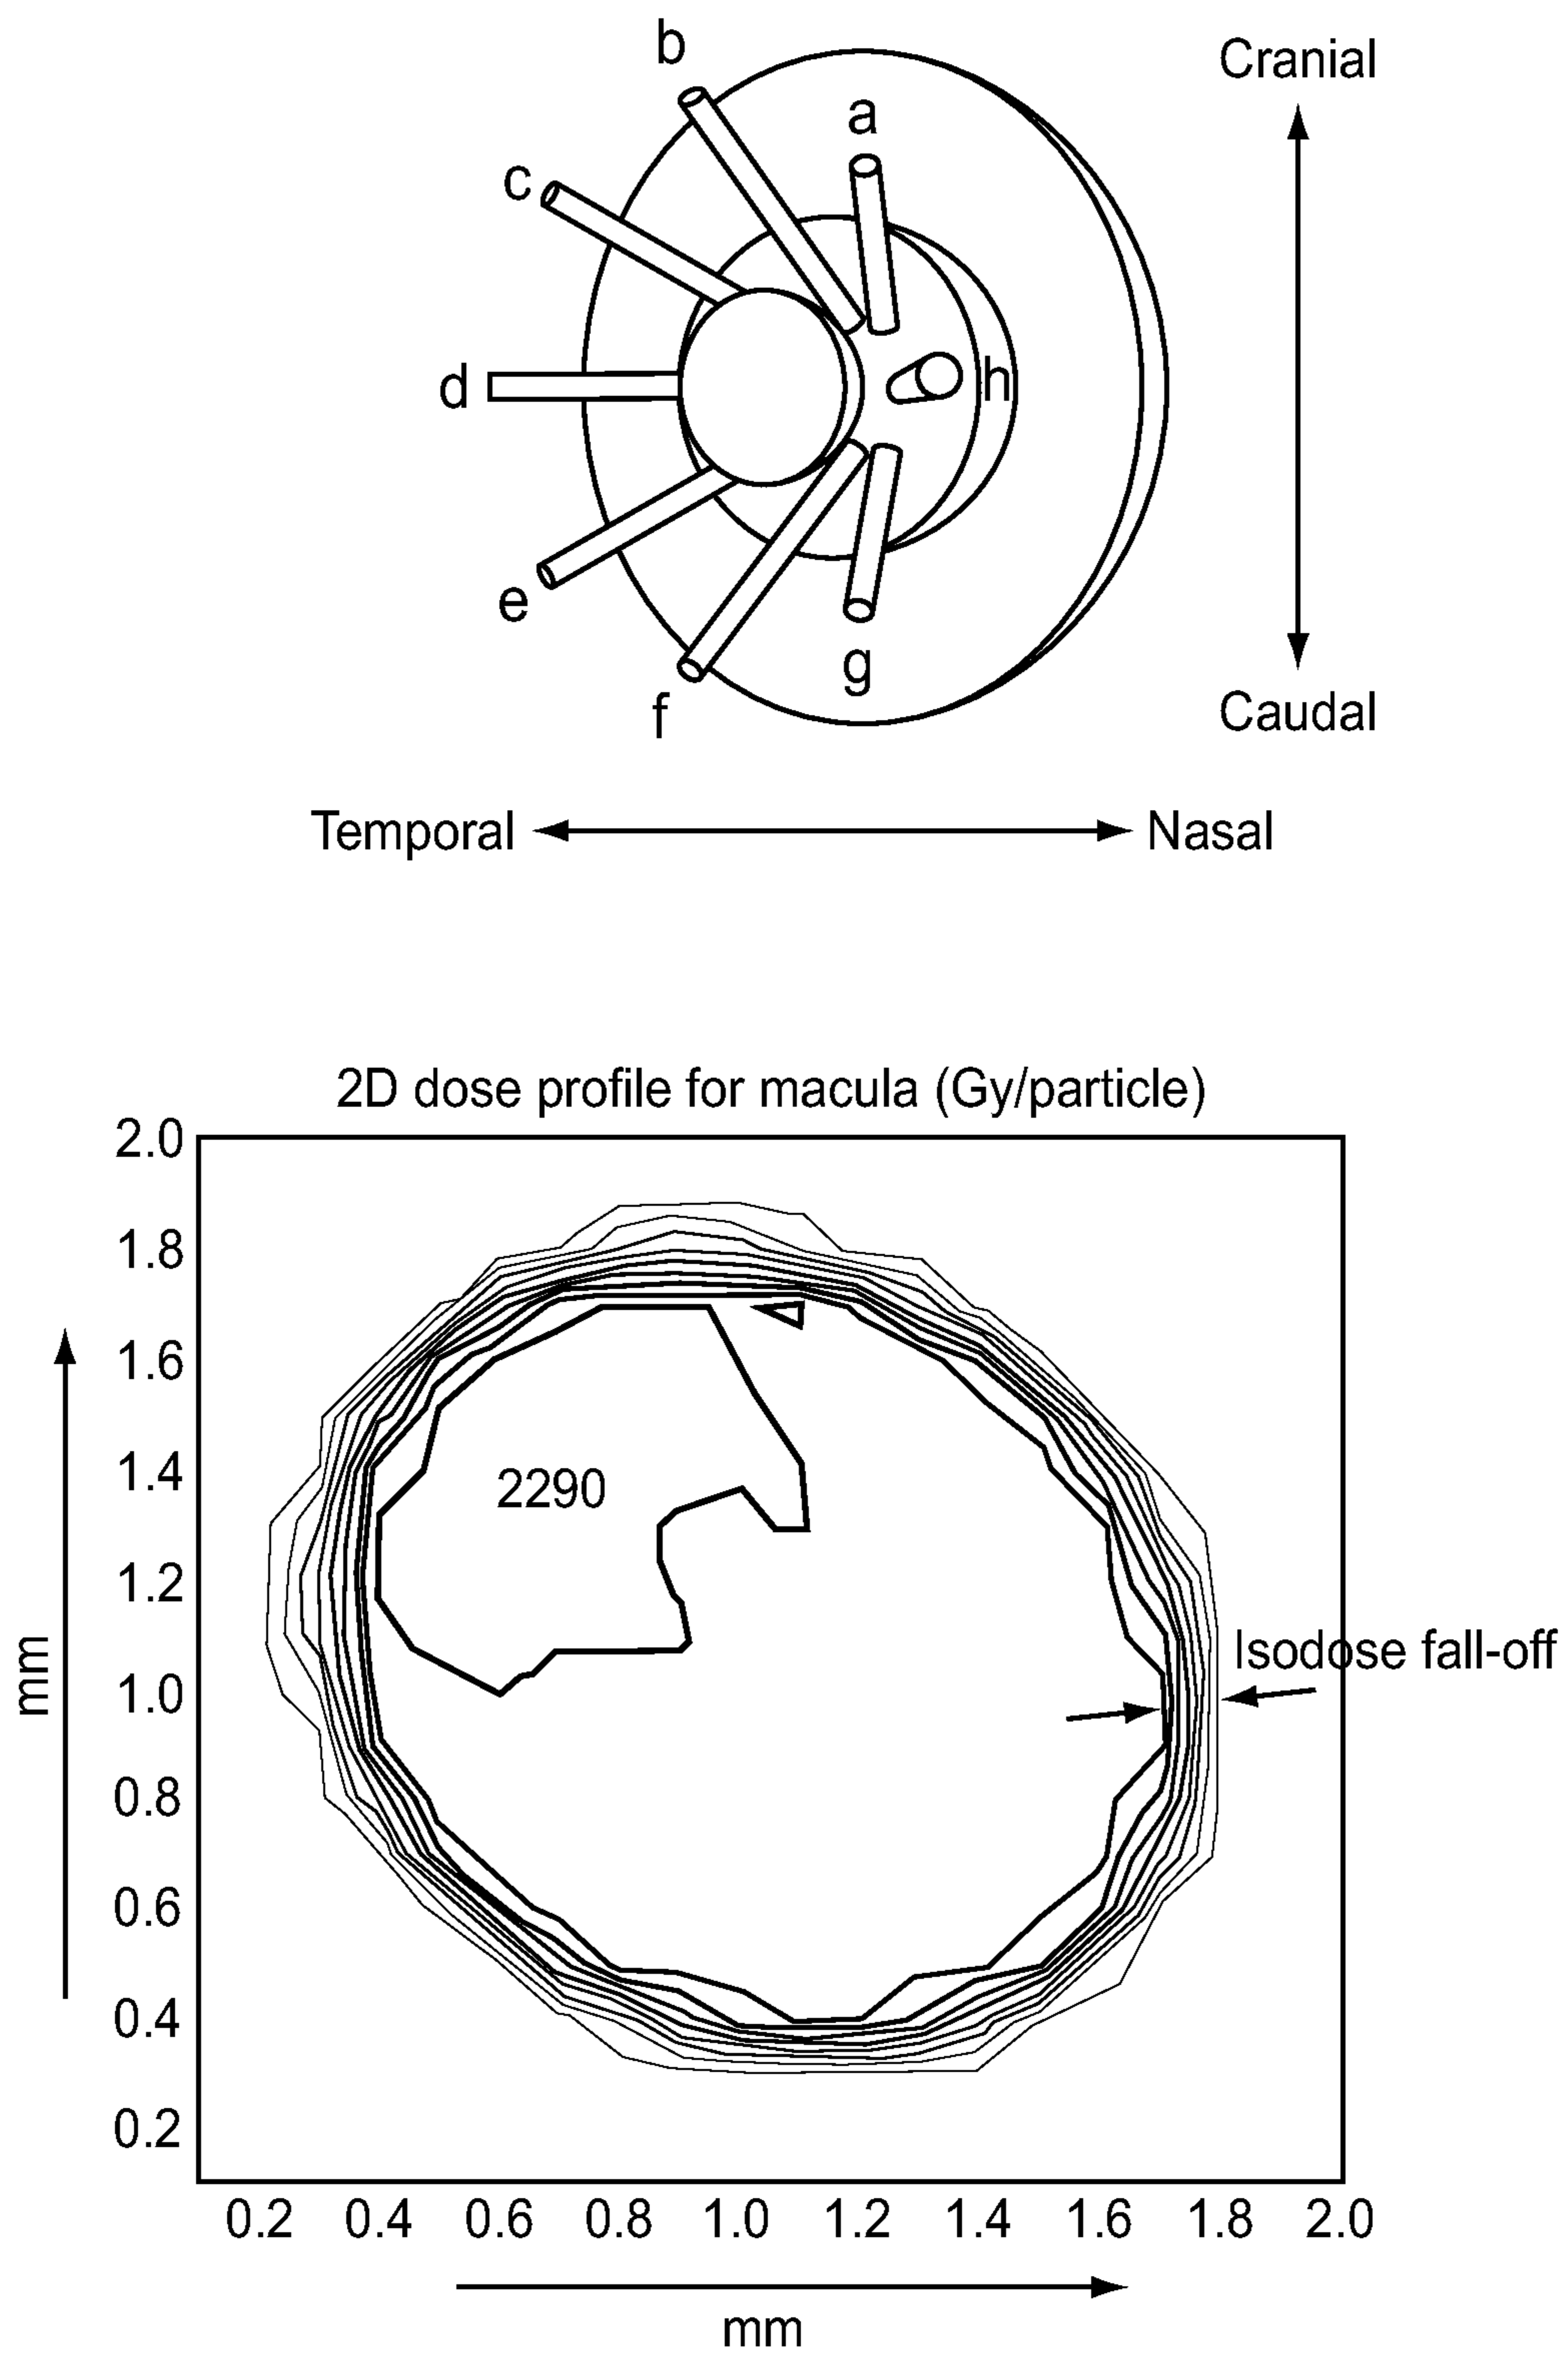 b
Cranial
a
c
d
h
e
g
f
Caudal
Temporal
Nasal
2D dose profile for macula (Gy/particle)
2.0
1.8
1.6
1.4
2290
1.2
Isodose fall-off
1.0
mm
0.8
0.6
0.4
0.2
0.2 0.4 0.6 0.8 1.0 1.2 1.4 1.6 1.8 2.0
mm